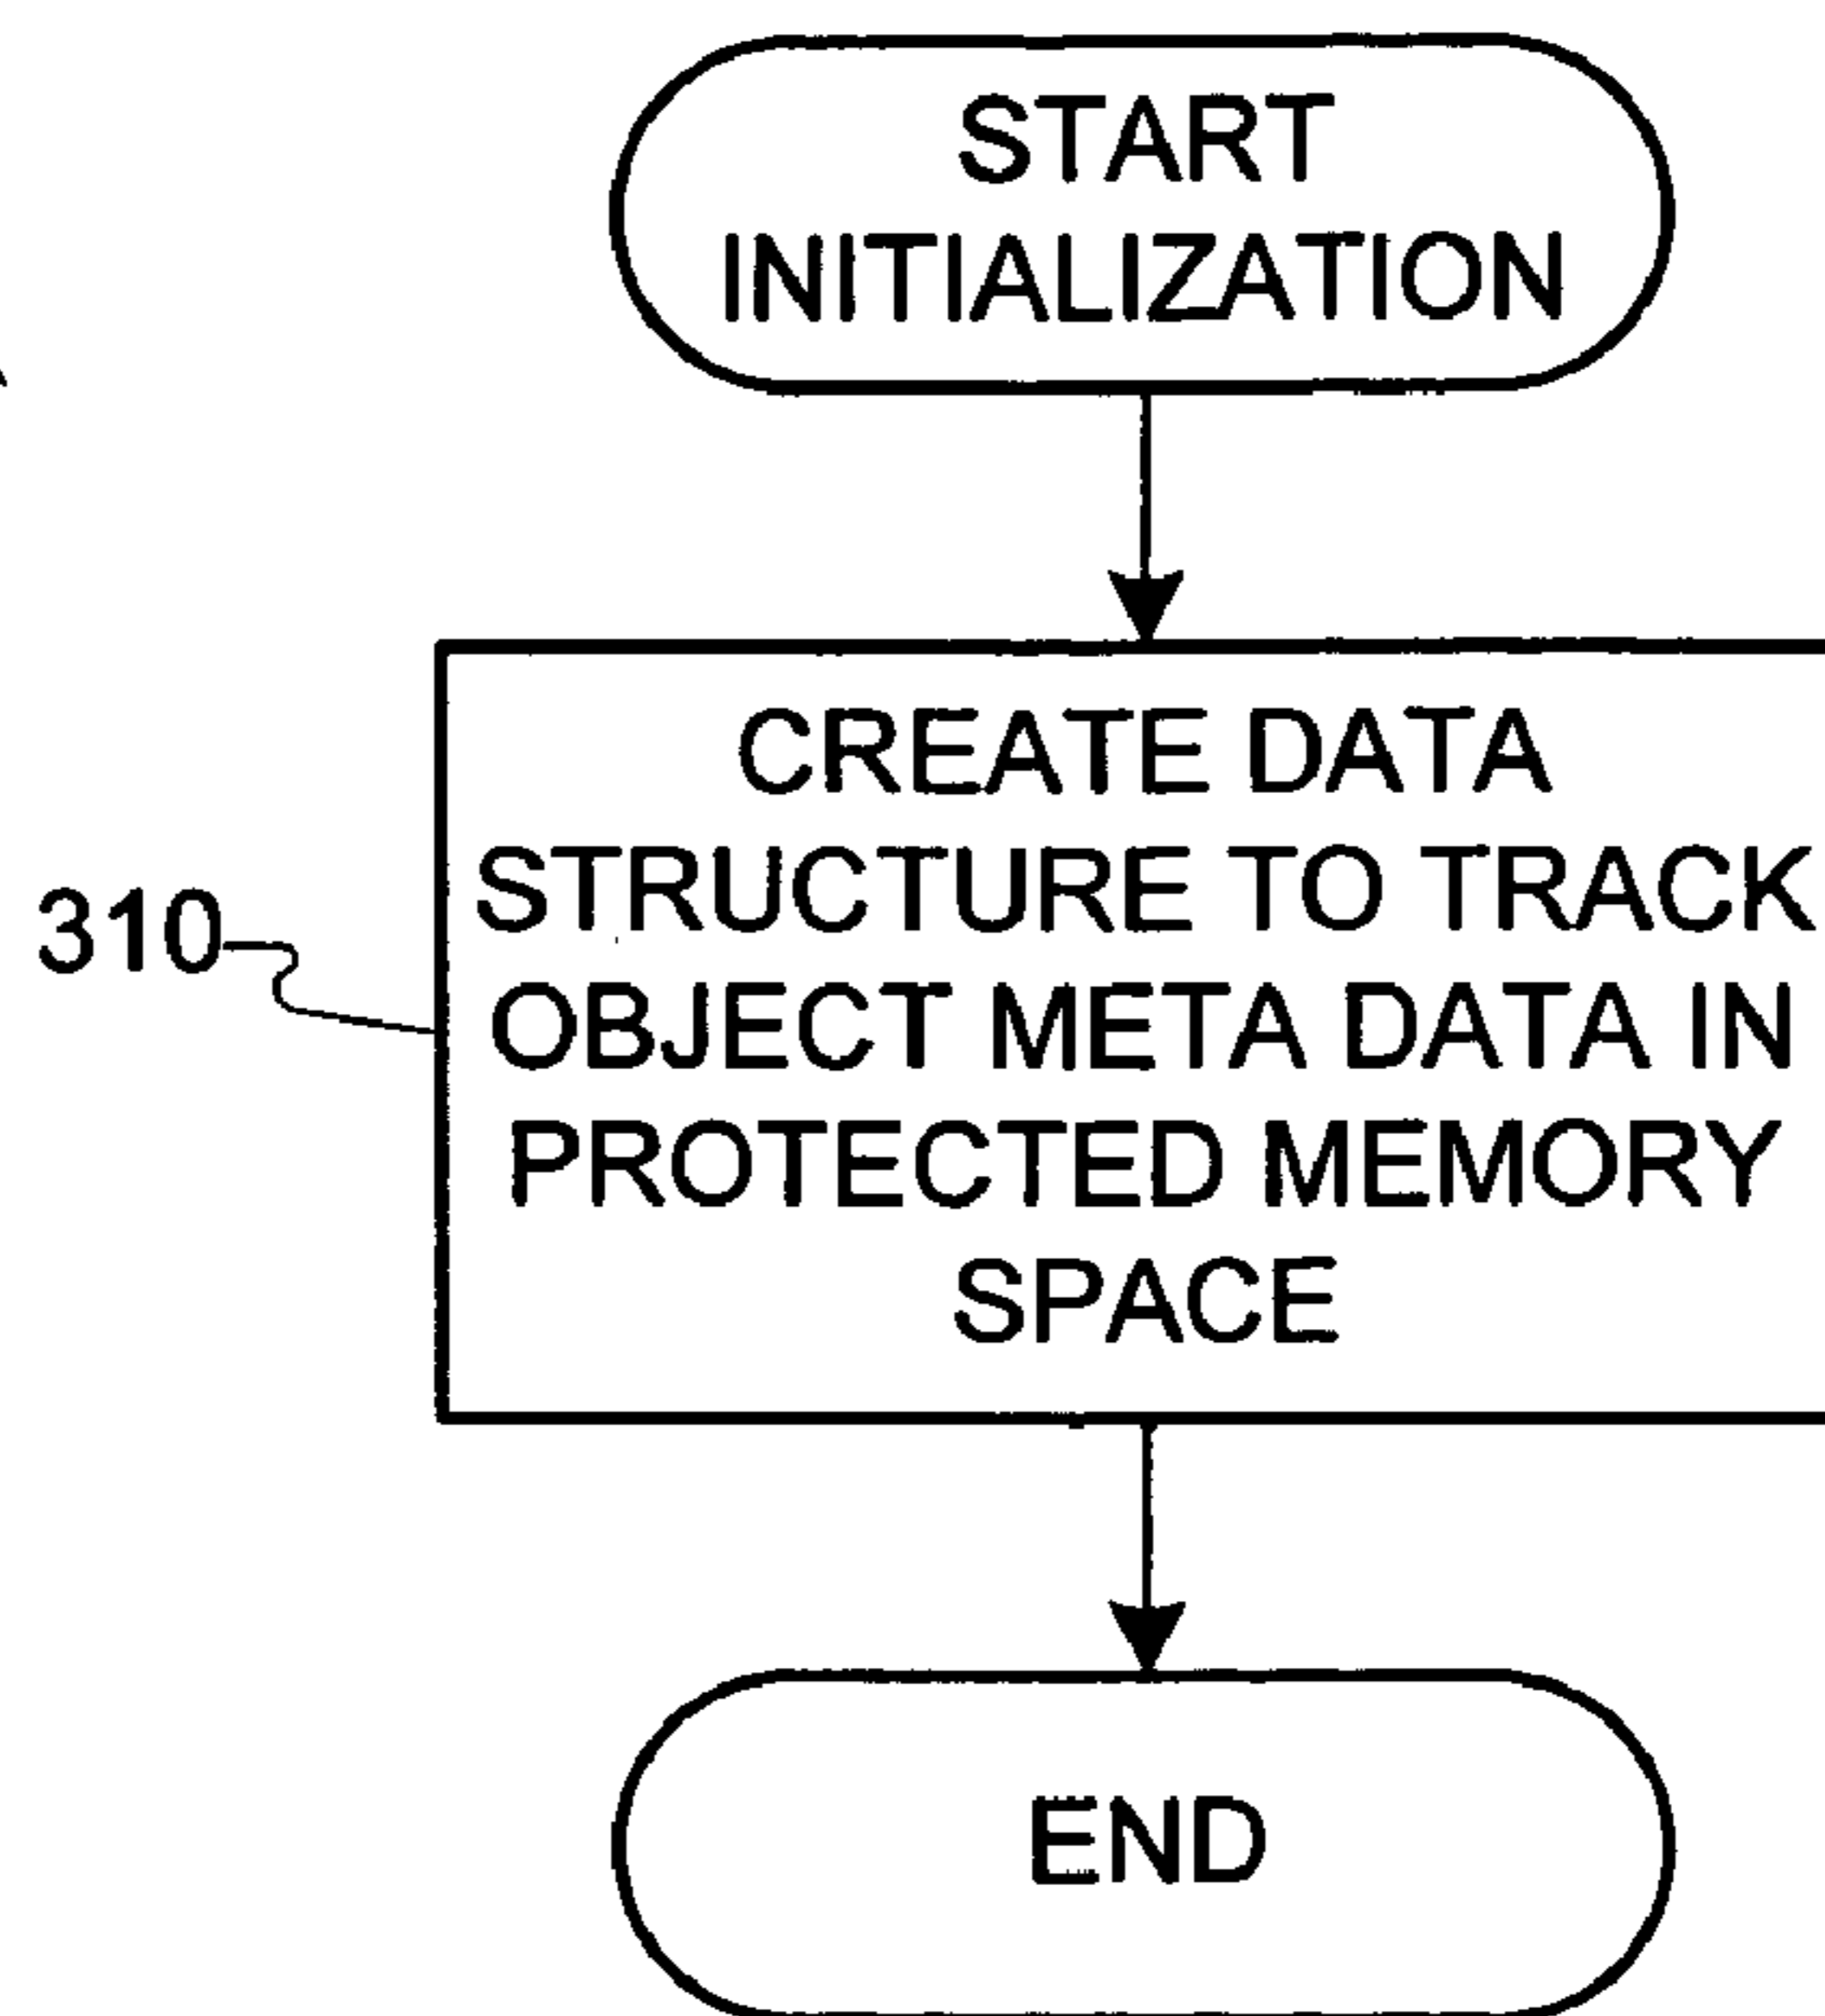 START
INITIALIZATION
CREATE DATA
STRUCTURE TO TRACK
310
OBJECT META DATA IN
PROTECTED MEMORY
SPACE
END